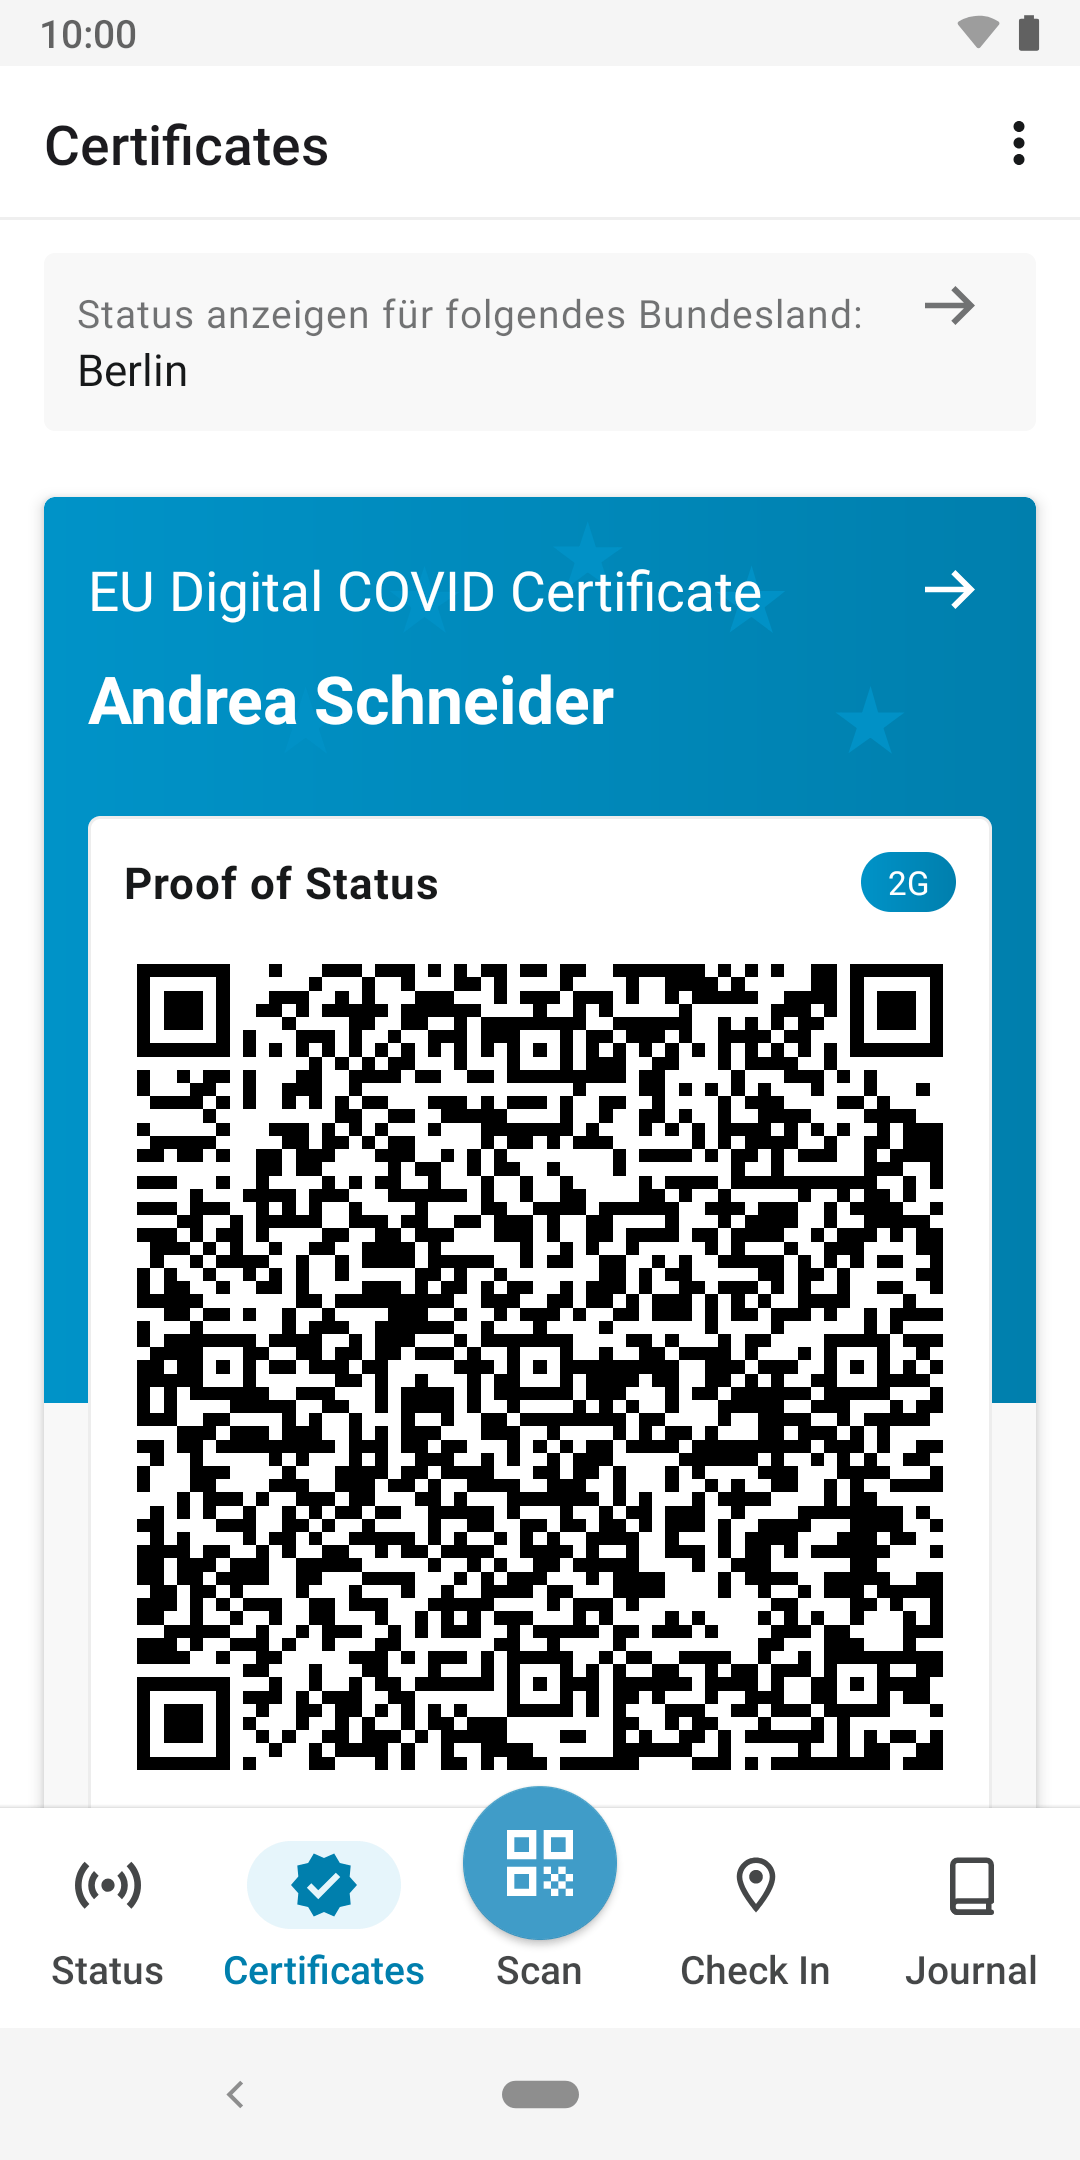 10:00
Certificates
Status anzeigen für folgendes Bundesland:
Berlin
EU Digital COVID Certificate
Andrea Schneider
Proof of Status
2G
Status
Certificates
Scan
Check In
Journal